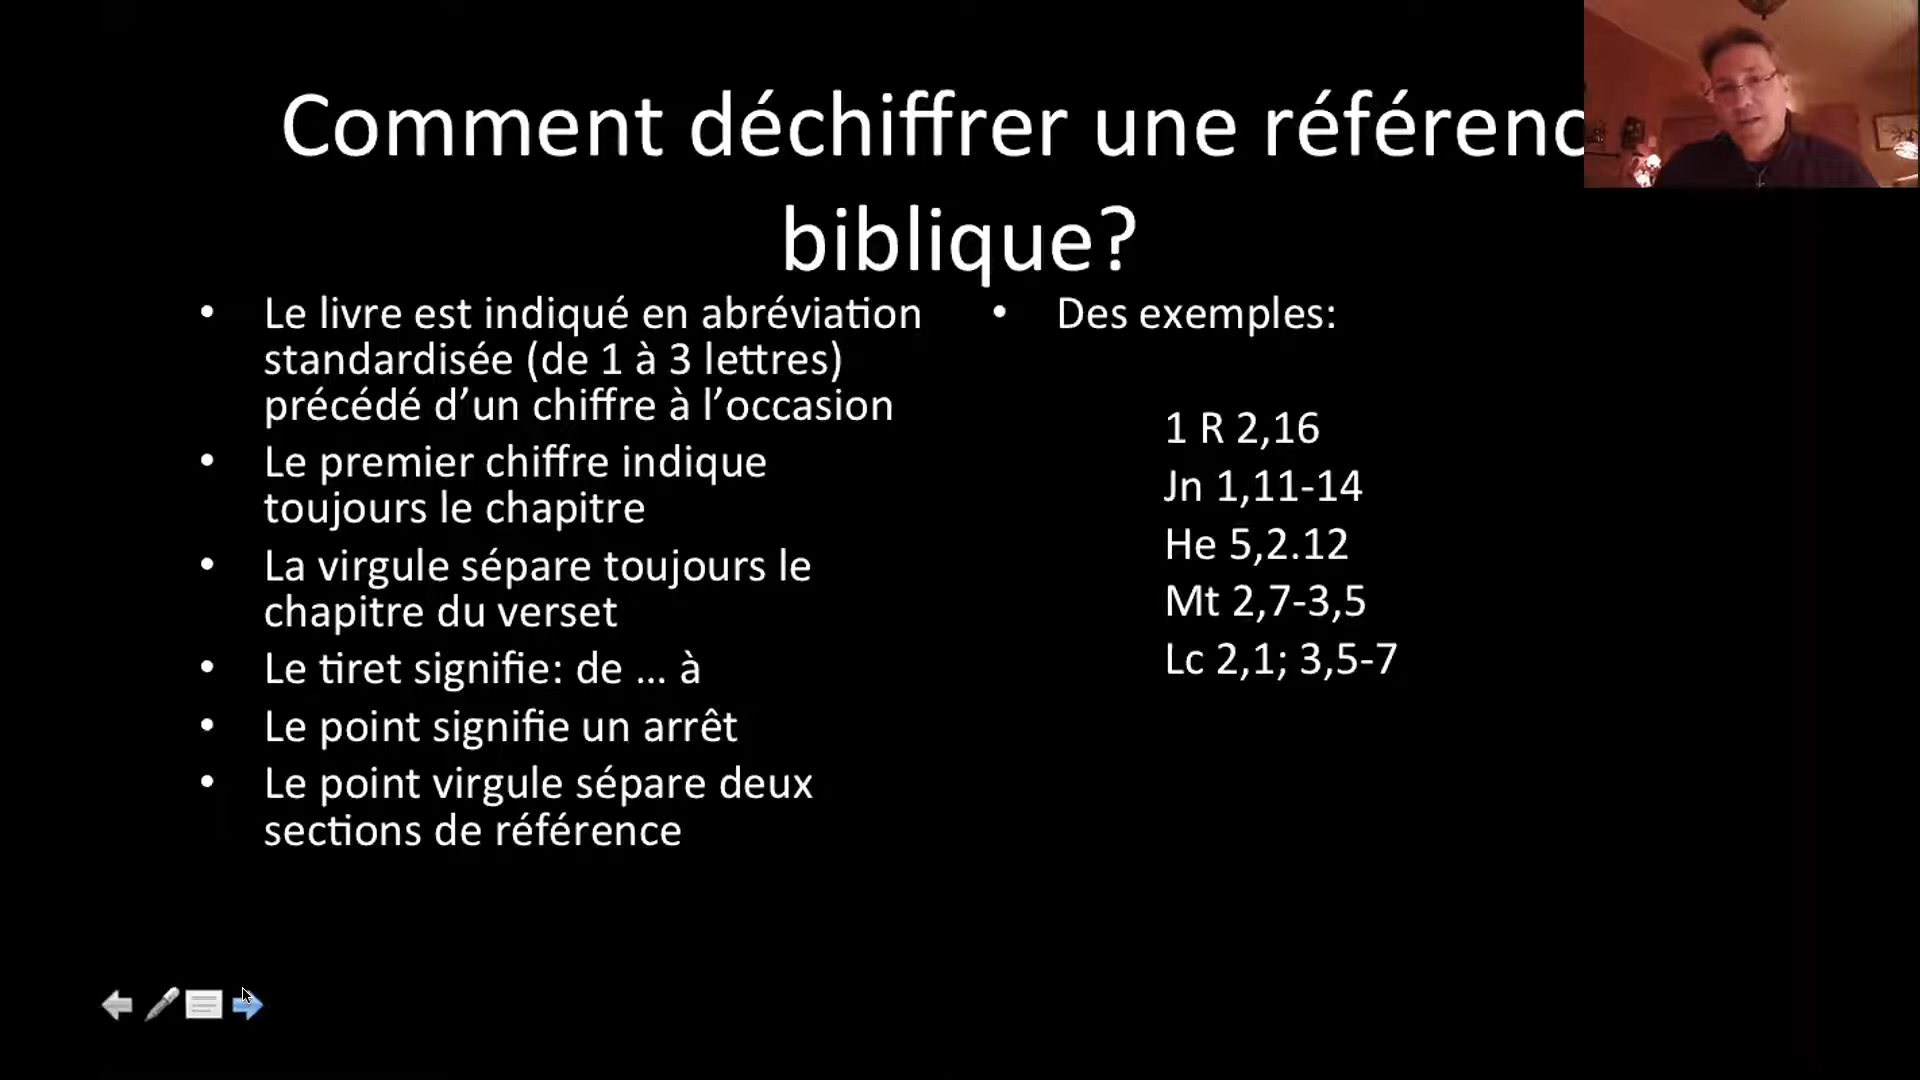 Comment déchiffrer une référenc
biblique?
• Le livre est indiqué en abréviation
standardisée (de 1 à 3 lettres)
précédé d’un chiffre à l’occasion
• Le premier chiffre indique
toujours le chapitre
• La virgule sépare toujours le
chapitre du verset
• Le tiret signifie: de ... à
• Le point signifie un arrêt
• Le point virgule sépare deux
sections de référence
• Des exemples:
1 R 2,16
Jn 1,11-14
He 5,2.12
Mt 2,7-3,5
Lc 2,1; 3,5-7